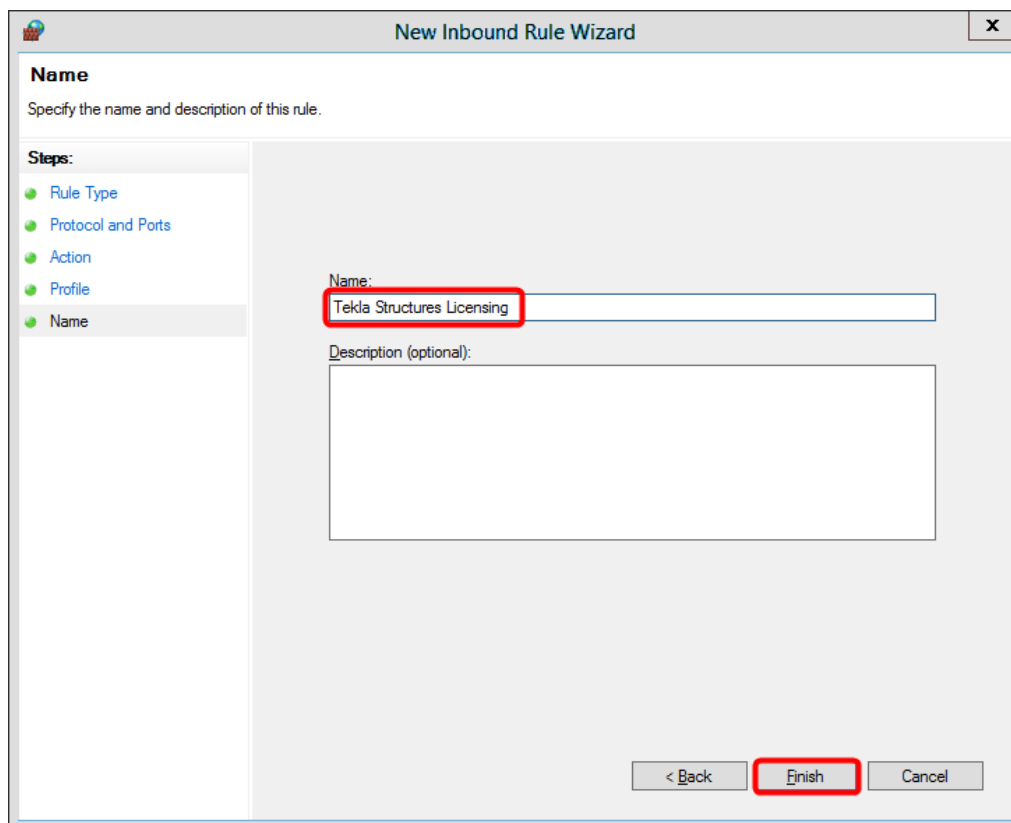 New Inbound Rule Wizard
x
Name
Specify the name and description of this rule.
Steps:
Rule Type
Protocol and Ports
Action
Profile
Name
Name:
Tekla Structures Licensing
Description (optional):
< Back Finish Cancel